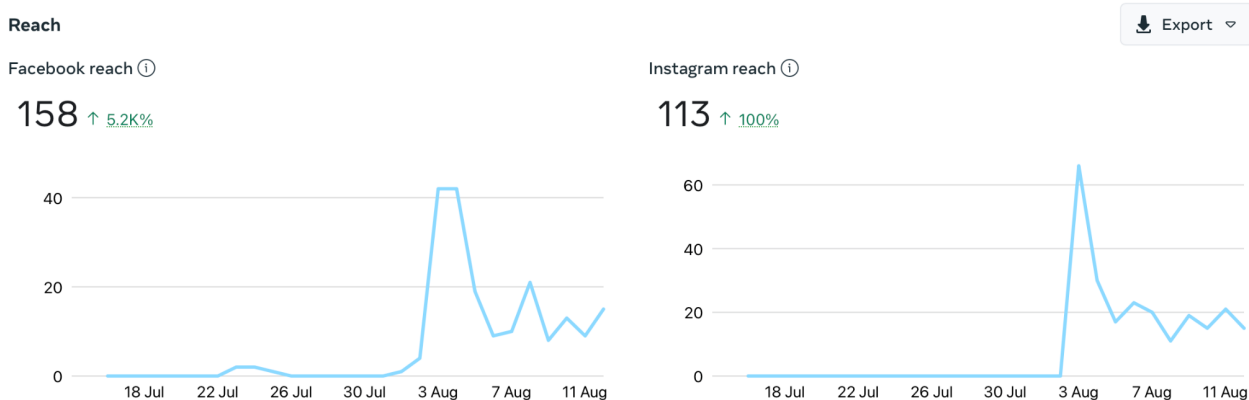 Reach
Export
Facebook reach
158 ↑ 5.2K%
40
20
0
18 Jul 22 Jul 26 Jul 30 Jul 3 Aug 7 Aug 11 Aug
Instagram reach
113 ↑ 100%
60
40
20
0
18 Jul 22 Jul 26 Jul 30 Jul 3 Aug 7 Aug 11 Aug